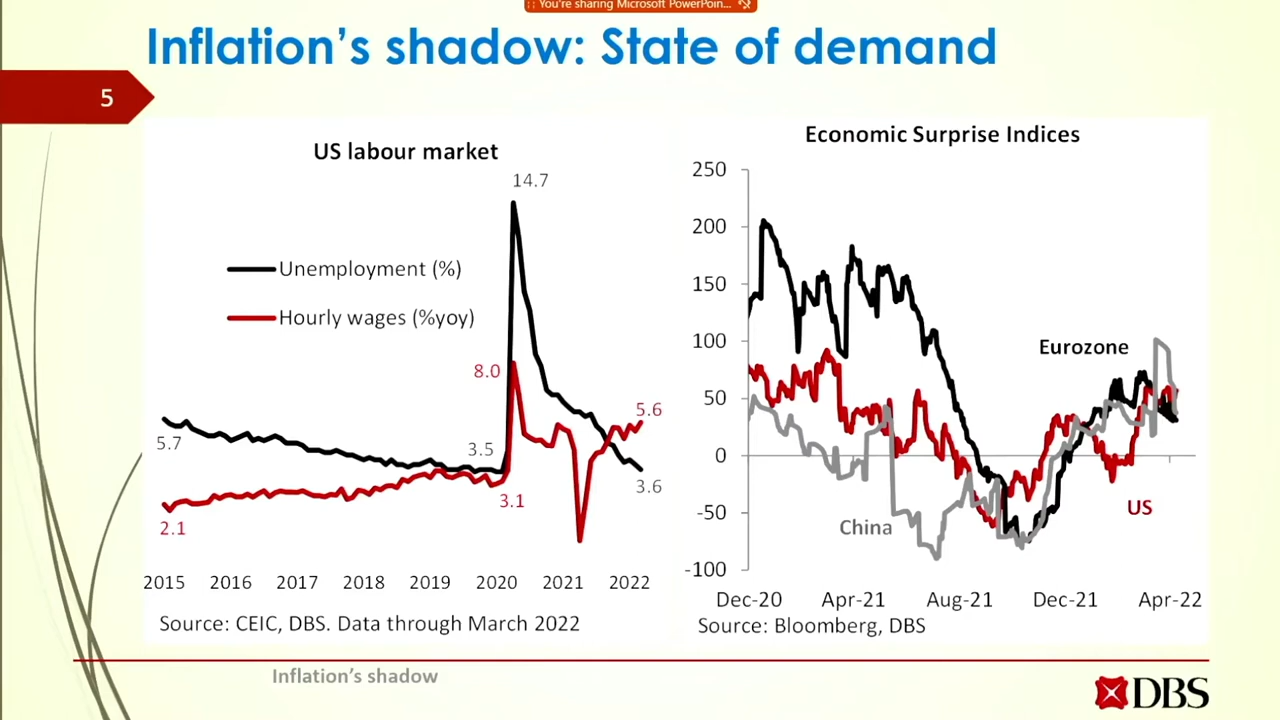 You're sharing Microsoft PowerPoin...
Inflation's shadow: State of demand
5
US labour market
14.7
Unemployment (%)
Hourly wages (%yoy)
8.0
5.6
5.7
3.5
3.6
3.1
2.1
2015 2016 2017 2018 2019 2020 2021 2022
Source: CEIC, DBS. Data through March 2022
Economic Surprise Indices
250
200
150
100
50
0
-50
-100
Eurozone
China
US
Dec-20 Apr-21 Aug-21 Dec-21 Apr-22
Source: Bloomberg, DBS
Inflation's shadow
DBS